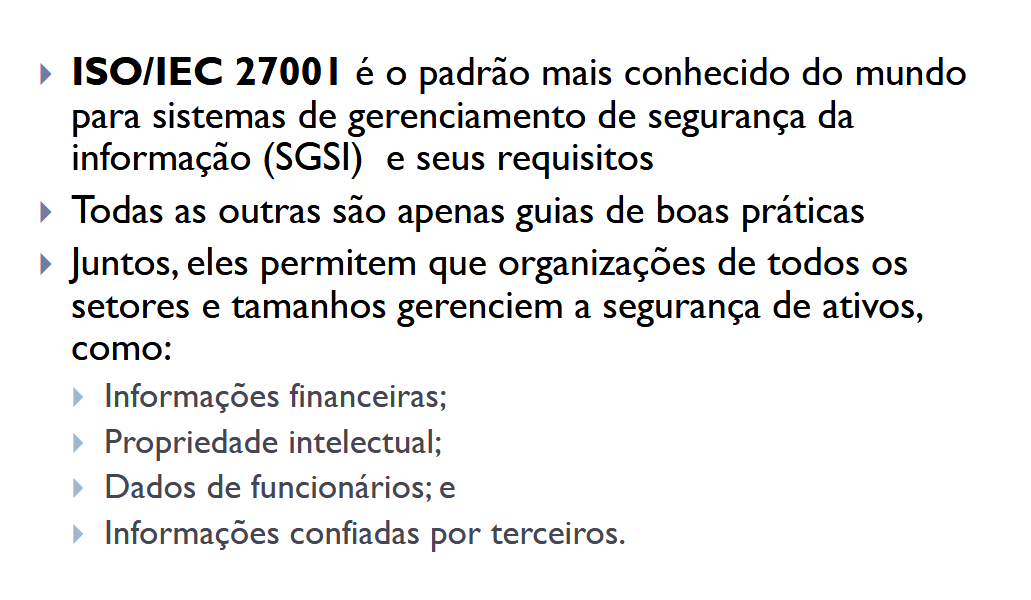 ISO/IEC 27001 é o padrão mais conhecido do mundo
para sistemas de gerenciamento de segurança da
informação (SGSI) e seus requisitos
Todas as outras são apenas guias de boas práticas
Juntos, eles permitem que organizações de todos os
setores e tamanhos gerenciem a segurança de ativos,
como:
Informações financeiras;
Propriedade intelectual;
Dados de funcionários; e
Informações confiadas por terceiros.